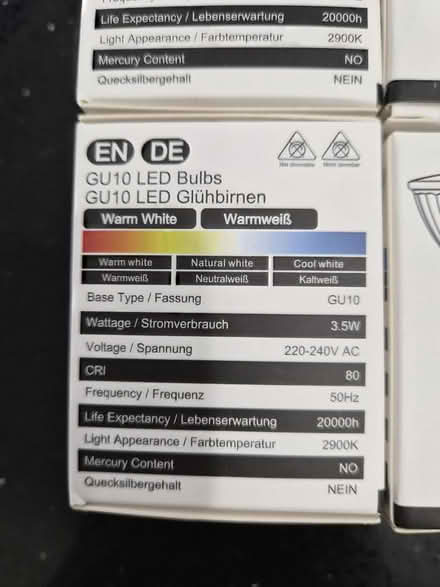 Life Expectancy / Lebenserwartung 20000h
Light Appearance / Farbtemperatur 2900K
Mercury Content NO
Quecksilbergehalt NEIN
EN DE
GU10 LED Bulbs
GU10 LED Glühbirnen
Warm White Warmweiß
Warm white Natural white Cool white
Warmweiß Neutralweiß Kaltweiß
Base Type / Fassung GU10
Wattage / Stromverbrauch 3.5W
Voltage / Spannung 220-240V AC
CRI 80
Frequency / Frequenz 50Hz
Life Expectancy / Lebenserwartung 20000h
Light Appearance / Farbtemperatur 2900K
Mercury Content NO
Quecksilbergehalt NEIN